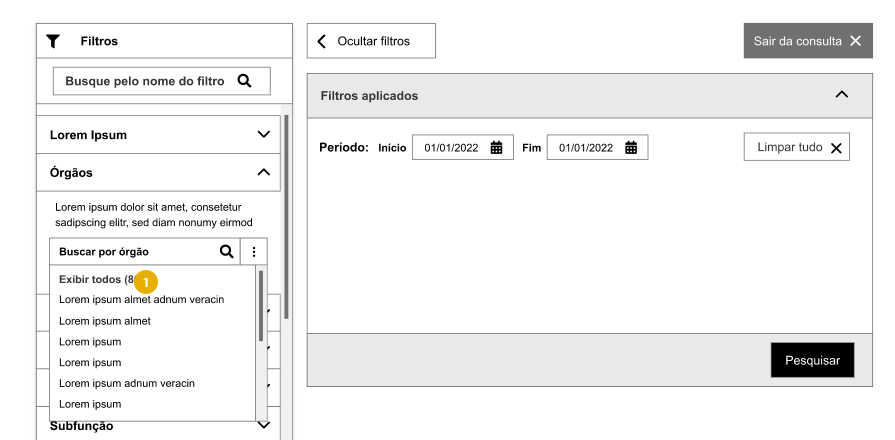 Filtros
Busque pelo nome do filtro
Lorem Ipsum
Órgãos
Lorem ipsum dolor sit amet, consetetur
sadipscing elitr, sed diam nonumy eirmod
Buscar por órgão
Exibir todos (8
1
Lorem ipsum almet adnum veracin
Lorem ipsum almet
Lorem ipsum
Lorem ipsum
Lorem ipsum adnum veracin
Lorem ipsum
Subfunção
Ocultar filtros
Sair da consulta
Filtros aplicados
Período: Início 01/01/2022 Fim 01/01/2022
Limpar tudo
Pesquisar